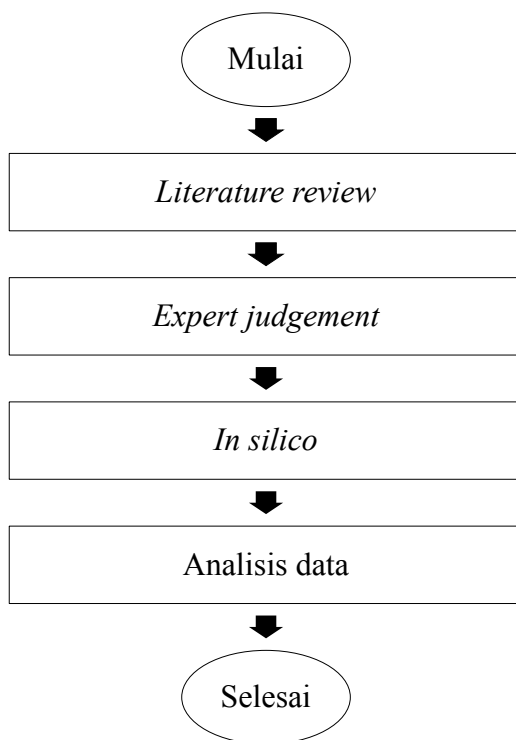 Mulai
Literature review
Expert judgement
In silico
Analisis data
Selesai